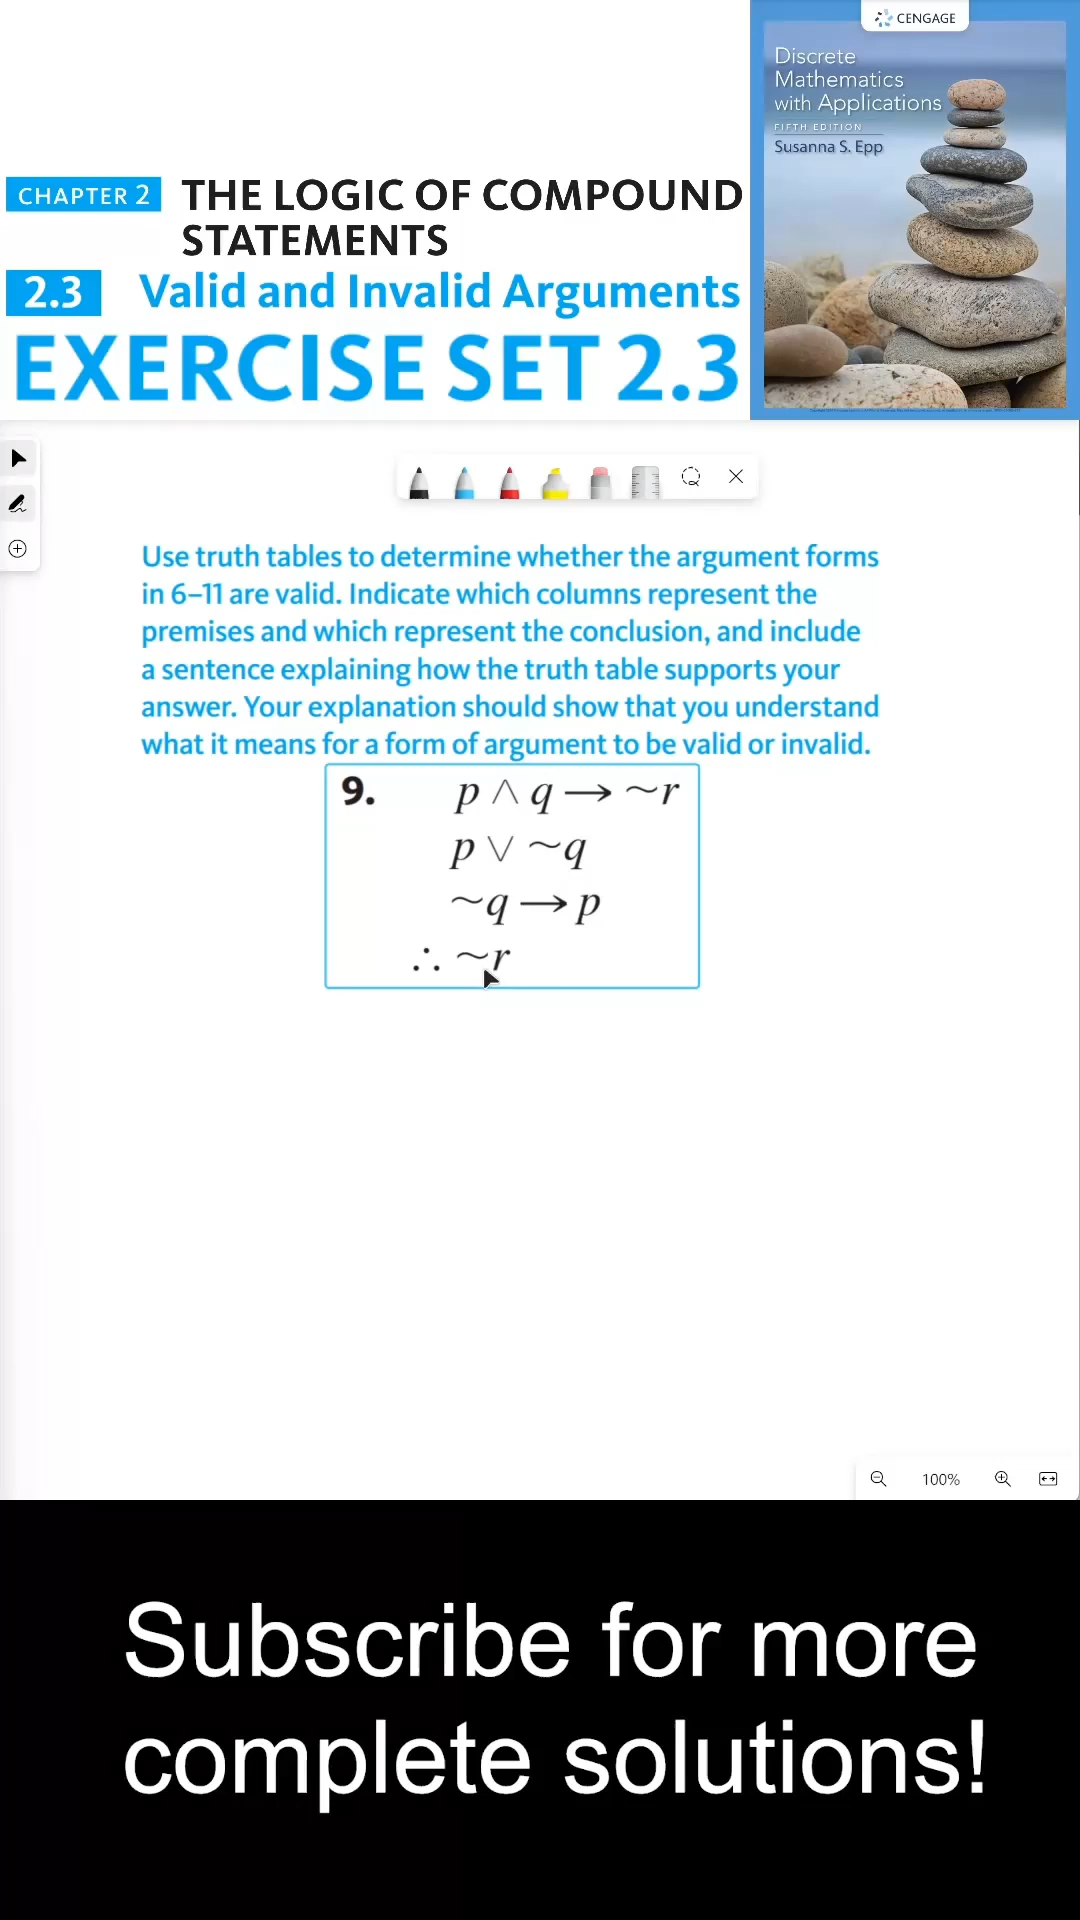 CENGAGE
Discrete
Mathematics
with Applications
FIFTH EDITION
Susanna S. Epp
CHAPTER 2 THE LOGIC OF COMPOUND
STATEMENTS
2.3 Valid and Invalid Arguments
EXERCISE SET 2.3
Use truth tables to determine whether the argument forms
in 6–11 are valid. Indicate which columns represent the
premises and which represent the conclusion, and include
a sentence explaining how the truth table supports your
answer. Your explanation should show that you understand
what it means for a form of argument to be valid or invalid.
9. p ∧ q → ~r
p ∨ ~q
~q → p
∴ ~r
100%
Subscribe for more
complete solutions!